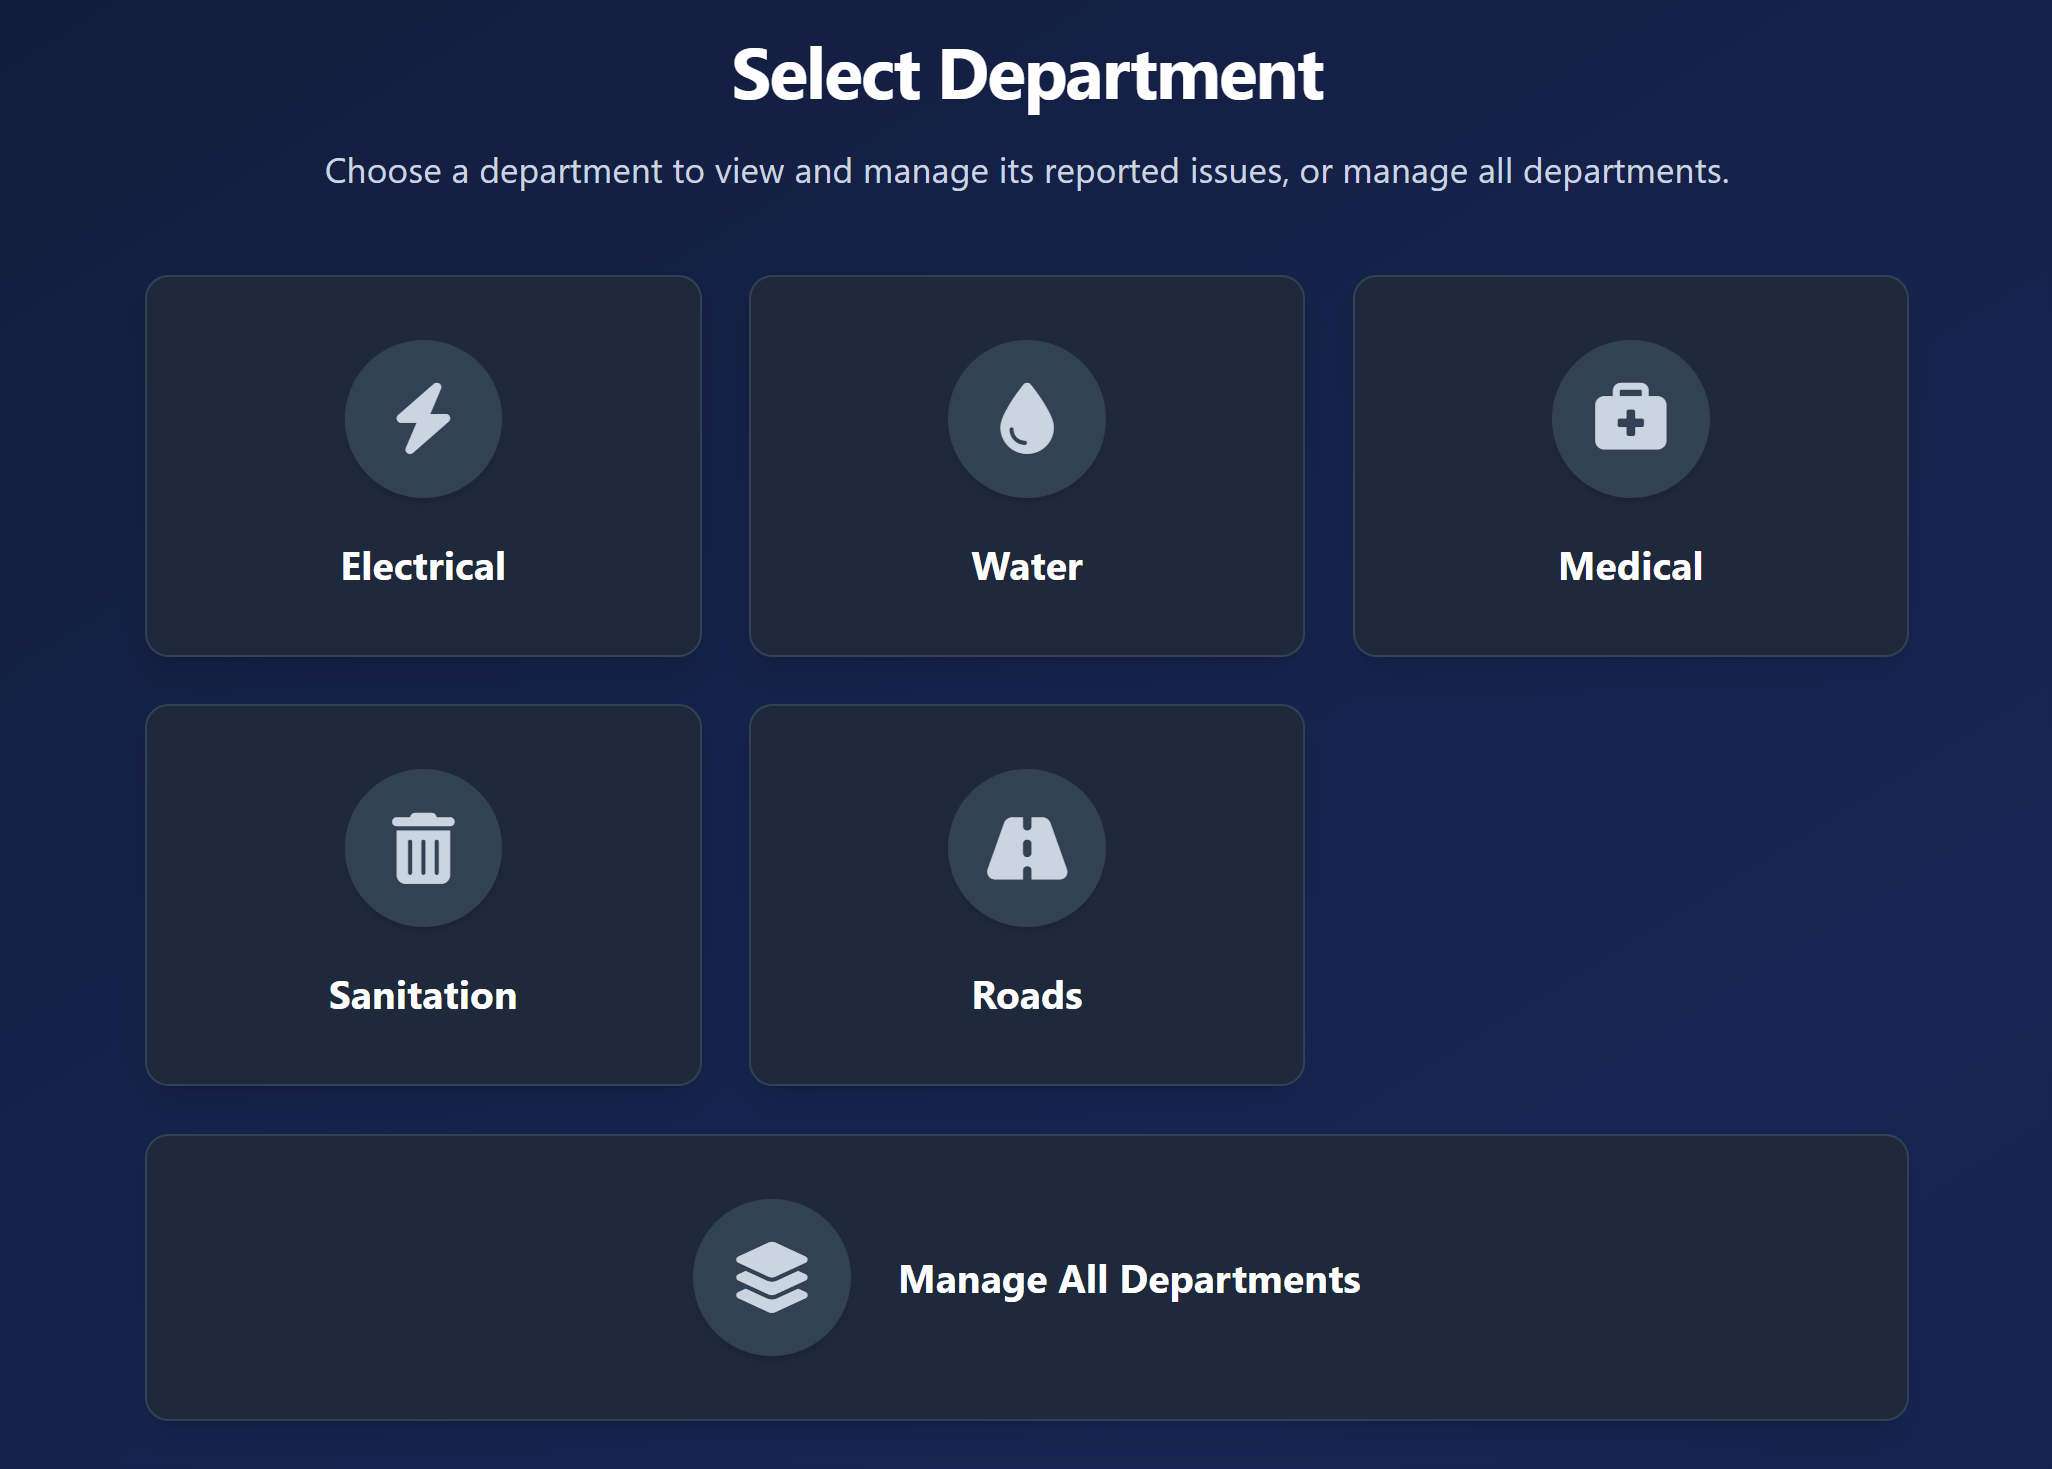 Select Department
Choose a department to view and manage its reported issues, or manage all departments.
Electrical
Water
Medical
Sanitation
Roads
Manage All Departments